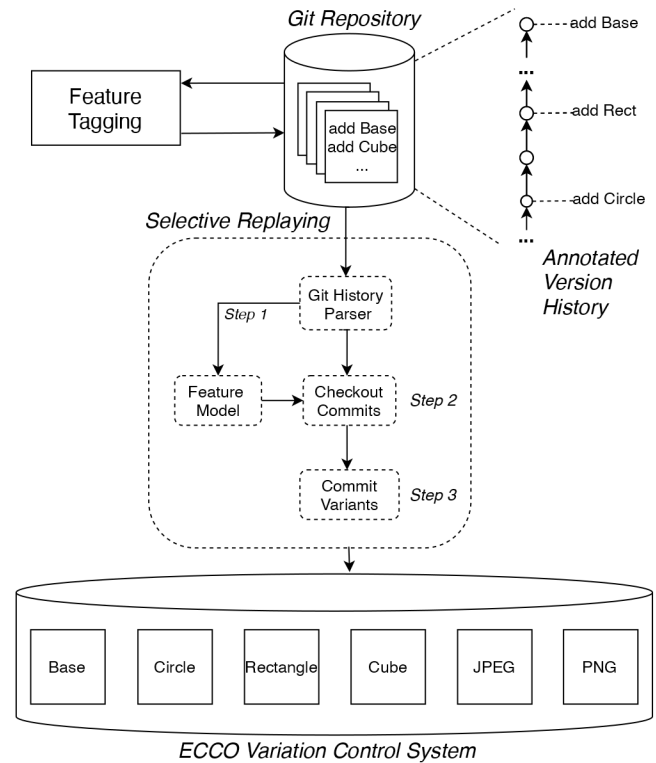 Git Repository
add Base
...
Feature
Tagging
add Base
add Cube
...
add Rect
add Circle
...
Selective Replaying
Annotated
Version
History
Git History
Parser
Step 1
Feature
Model
Checkout
Commits
Step 2
Commit
Variants
Step 3
Base
Circle
Rectangle
Cube
JPEG
PNG
ECCO Variation Control System